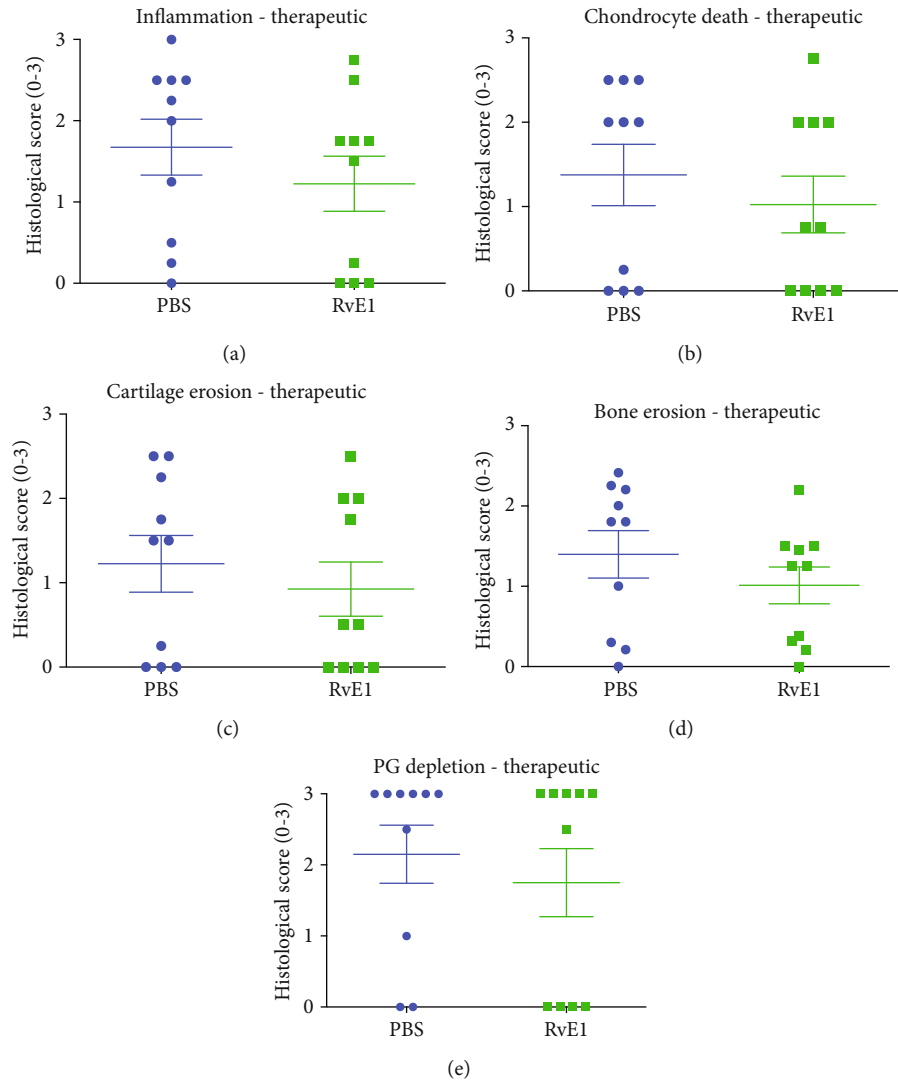 Inflammation - therapeutic
Histological score (0-3)
3
2
1
0
PBS
RvE1
(a)
Chondrocyte death - therapeutic
Histological score (0-3)
3
2
1
0
PBS
RvE1
(b)
Cartilage erosion - therapeutic
Histological score (0-3)
3
2
1
0
PBS
RvE1
(c)
Bone erosion - therapeutic
Histological score (0-3)
3
2
1
0
PBS
RvE1
(d)
PG depletion - therapeutic
Histological score (0-3)
3
2
1
0
PBS
RvE1
(e)